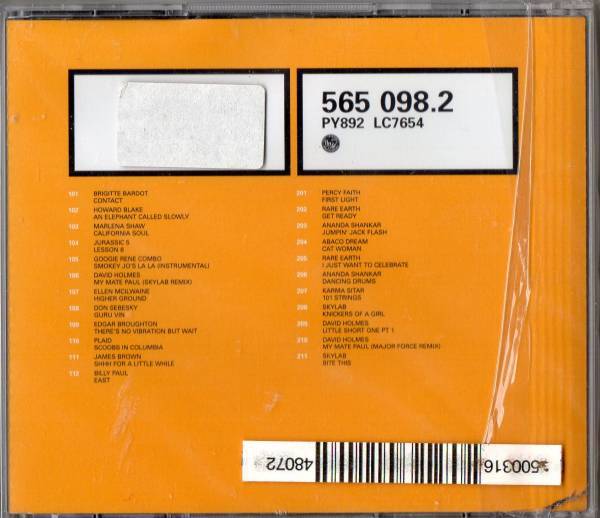 565 098.2
PY892 LC7654
101 BRIGITTE BARDOT
CONTACT
102 HOWARD BLAKE
AN ELEPHANT CALLED SLOWLY
103 MARLENA SHAW
CALIFORNIA SOUL
104 JURASSIC 5
LESSON 6
105 GOOGIE RENE COMBO
SMOKEY JO'S LA LA (INSTRUMENTAL)
106 DAVID HOLMES
MY MATE PAUL (SKYLAB REMIX)
107 ELLEN MCILWAINE
HIGHER GROUND
108 DON SEBESKY
GURU VIN
109 EDGAR BROUGHTON
THERE'S NO VIBRATION BUT WAIT
110 PLAID
SCOOBS IN COLUMBIA
111 JAMES BROWN
SHHH FOR A LITTLE WHILE
112 BILLY PAUL
EAST
201 PERCY FAITH
FIRST LIGHT
202 RARE EARTH
GET READY
203 ANANDA SHANKAR
JUMPIN' JACK FLASH
204 ABACO DREAM
CAT WOMAN
205 RARE EARTH
I JUST WANT TO CELEBRATE
206 ANANDA SHANKAR
DANCING DRUMS
207 KARMA SITAR
101 STRINGS
208 SKYLAB
KNICKERS OF A GIRL
209 DAVID HOLMES
LITTLE SHORT ONE PT 1
210 DAVID HOLMES
MY MATE PAUL (MAJOR FORCE REMIX)
211 SKYLAB
BITE THIS
500316 48072